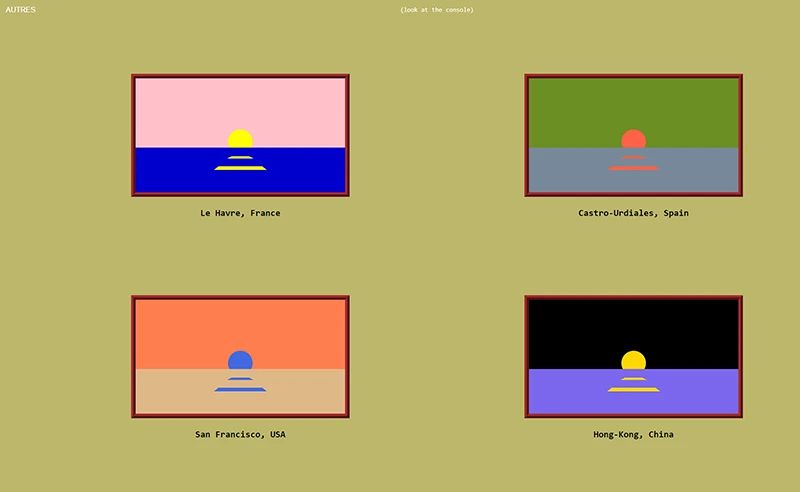 AUTRES
(look at the console)
Le Havre, France
Castro-Urdiales, Spain
San Francisco, USA
Hong-Kong, China